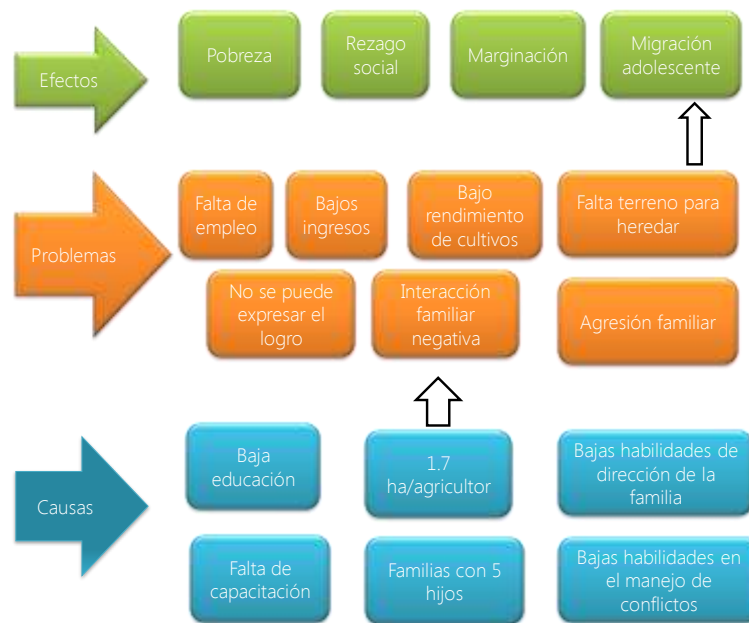 Efectos
Pobreza
Rezago
social
Marginación
Migración
adolescente
Problemas
Falta de
empleo
Bajos
ingresos
Bajo
rendimiento
de cultivos
Falta terreno para
heredar
No se puede
expresar el
logro
Interacción
familiar
negativa
Agresión familiar
Causas
Baja
educación
1.7
ha/agricultor
Bajas habilidades de
dirección de la
familia
Falta de
capacitación
Familias con 5
hijos
Bajas habilidades en
el manejo de
conflictos